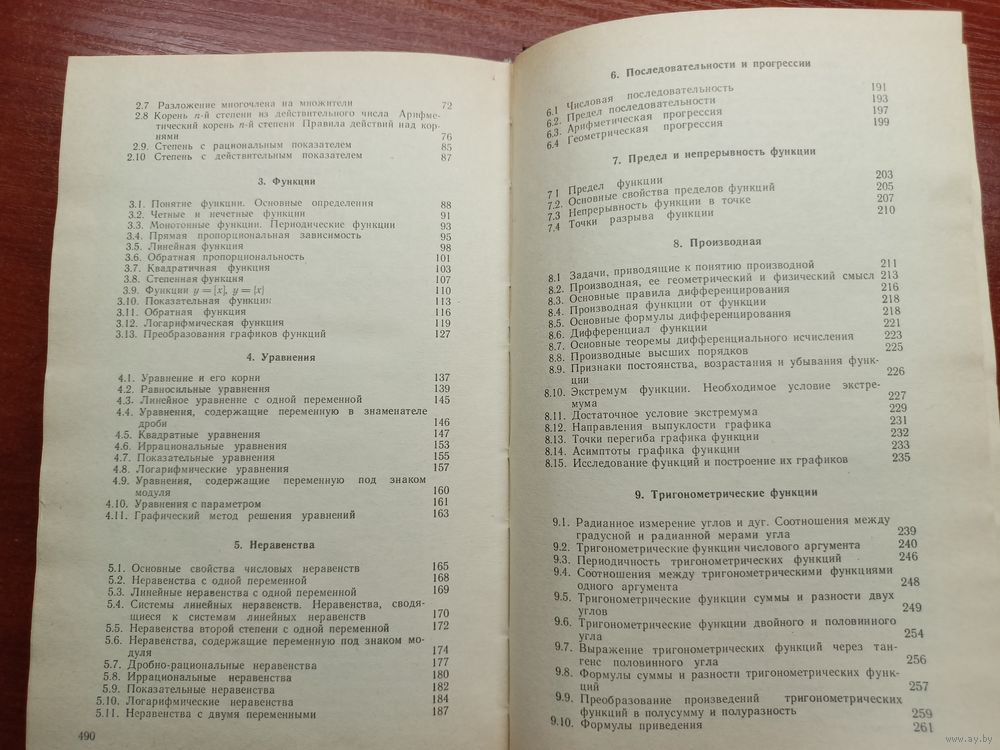 2.7 Разложение многочлена на множители 72
2.8 Корень n-й степени из действительного числа Арифме-
тический корень n-й степени Правила действий над кор-
нями 76
2.9. Степень с рациональным показателем 85
2.10 Степень с действительным показателем 87
3. Функции
3.1. Понятие функции. Основные определения 88
3.2. Четные и нечетные функции 91
3.3. Монотонные функции. Периодические функции 93
3.4. Прямая пропорциональная зависимость 95
3.5. Линейная функция 98
3.6. Обратная пропорциональность 101
3.7. Квадратичная функция 103
3.8. Степенная функция 107
3.9. Функции y = [x], y = {x} 110
3.10. Показательная функция 113
3.11. Обратная функция 116
3.12. Логарифмическая функция 119
3.13. Преобразования графиков функций 127
4. Уравнения
4.1. Уравнение и его корни 137
4.2. Равносильные уравнения 139
4.3. Линейное уравнение с одной переменной 145
4.4. Уравнения, содержащие переменную в знаменателе
дроби 146
4.5. Квадратные уравнения 147
4.6. Иррациональные уравнения 153
4.7. Показательные уравнения 155
4.8. Логарифмические уравнения 157
4.9. Уравнения, содержащие переменную под знаком
модуля 160
4.10. Уравнения с параметром 161
4.11. Графический метод решения уравнений 163
5. Неравенства
5.1. Основные свойства числовых неравенств 165
5.2. Неравенства с одной переменной 168
5.3. Линейные неравенства с одной переменной 169
5.4. Системы линейных неравенств. Неравенства, сводя-
щиеся к системам линейных неравенств 170
5.5. Неравенства второй степени с одной переменной 172
5.6. Неравенства, содержащие переменную под знаком мо-
дуля 174
5.7. Дробно-рациональные неравенства 177
5.8. Иррациональные неравенства 180
5.9. Показательные неравенства 182
5.10. Логарифмические неравенства 184
5.11. Неравенства с двумя переменными 187
490
6. Последовательности и прогрессии
6.1 Числовая последовательность 191
6.2. Предел последовательности 193
6.3. Арифметическая прогрессия 197
6.4 Геометрическая прогрессия 199
7. Предел и непрерывность функции
7 1 Предел функции 203
7.2. Основные свойства пределов функций 205
7.3 Непрерывность функции в точке 207
7.4 Точки разрыва функции 210
8. Производная
8.1 Задачи, приводящие к понятию производной 211
8.2. Производная, ее геометрический и физический смысл 213
8.3. Основные правила дифференцирования 216
8.4. Производная функции от функции 218
8.5. Основные формулы дифференцирования 218
8.6. Дифференциал функции 221
8.7. Основные теоремы дифференциального исчисления 223
8.8. Производные высших порядков 225
8.9. Признаки постоянства, возрастания и убывания функ-
ции 226
8.10. Экстремум функции. Необходимое условие экстре-
мума 227
8.11. Достаточное условие экстремума 229
8.12. Направления выпуклости графика 231
8.13. Точки перегиба графика функции 232
8.14. Асимптоты графика функции 233
8.15. Исследование функций и построение их графиков 235
9. Тригонометрические функции
9.1. Радианное измерение углов и дуг. Соотношения между
градусной и радианной мерами угла 239
9.2. Тригонометрические функции числового аргумента 240
9.3. Периодичность тригонометрических функций 246
9.4. Соотношения между тригонометрическими функциями
одного аргумента 248
9.5. Тригонометрические функции суммы и разности двух
углов 249
9.6. Тригонометрические функции двойного и половинного
угла 254
9.7. Выражение тригонометрических функций через тан-
генс половинного угла 256
9.8. Формулы суммы и разности тригонометрических функ-
ций 257
9.9. Преобразование произведений тригонометрических
функций в полусумму и полуразность 259
9.10. Формулы приведения 261
www.ay.by